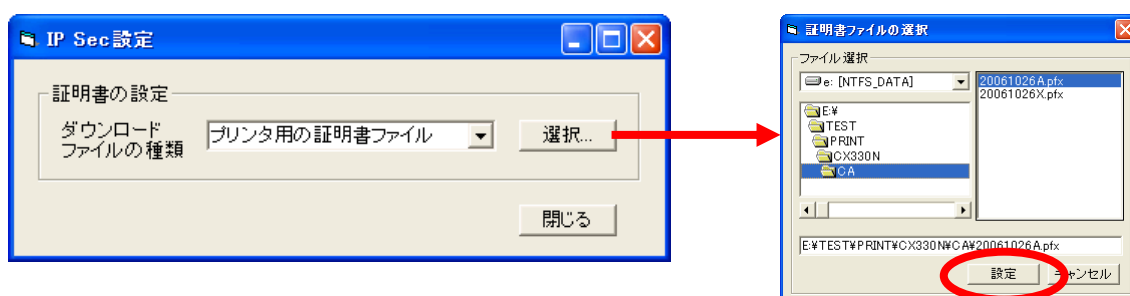 IP Sec設定
証明書の設定
ダウンロード
ファイルの種類
プリンタ用の証明書ファイル
選択...
閉じる
証明書ファイルの選択
ファイル選択
e: [NTFS_DATA]
E:¥
TEST
PRINT
CX330N
CA
20061026A.pfx
20061026X.pfx
E:¥TEST¥PRINT¥CX330N¥CA¥20061026A.pfx
設定
キャンセル